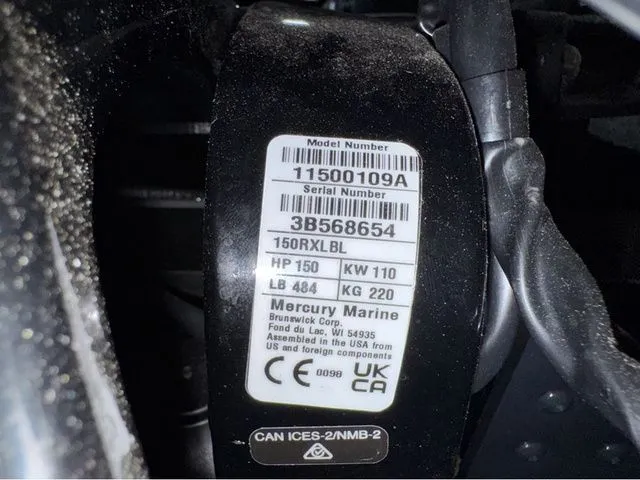 Model Number
11500109A
Serial Number
3B568654
150RXLBL
HP 150 KW 110
LB 484 KG 220
Mercury Marine
Brunswick Corp.
Fond du Lac, WI 54935
Assembled in the USA from
US and foreign components
CE 0098 UK
CA
CAN ICES-2/NMB-2